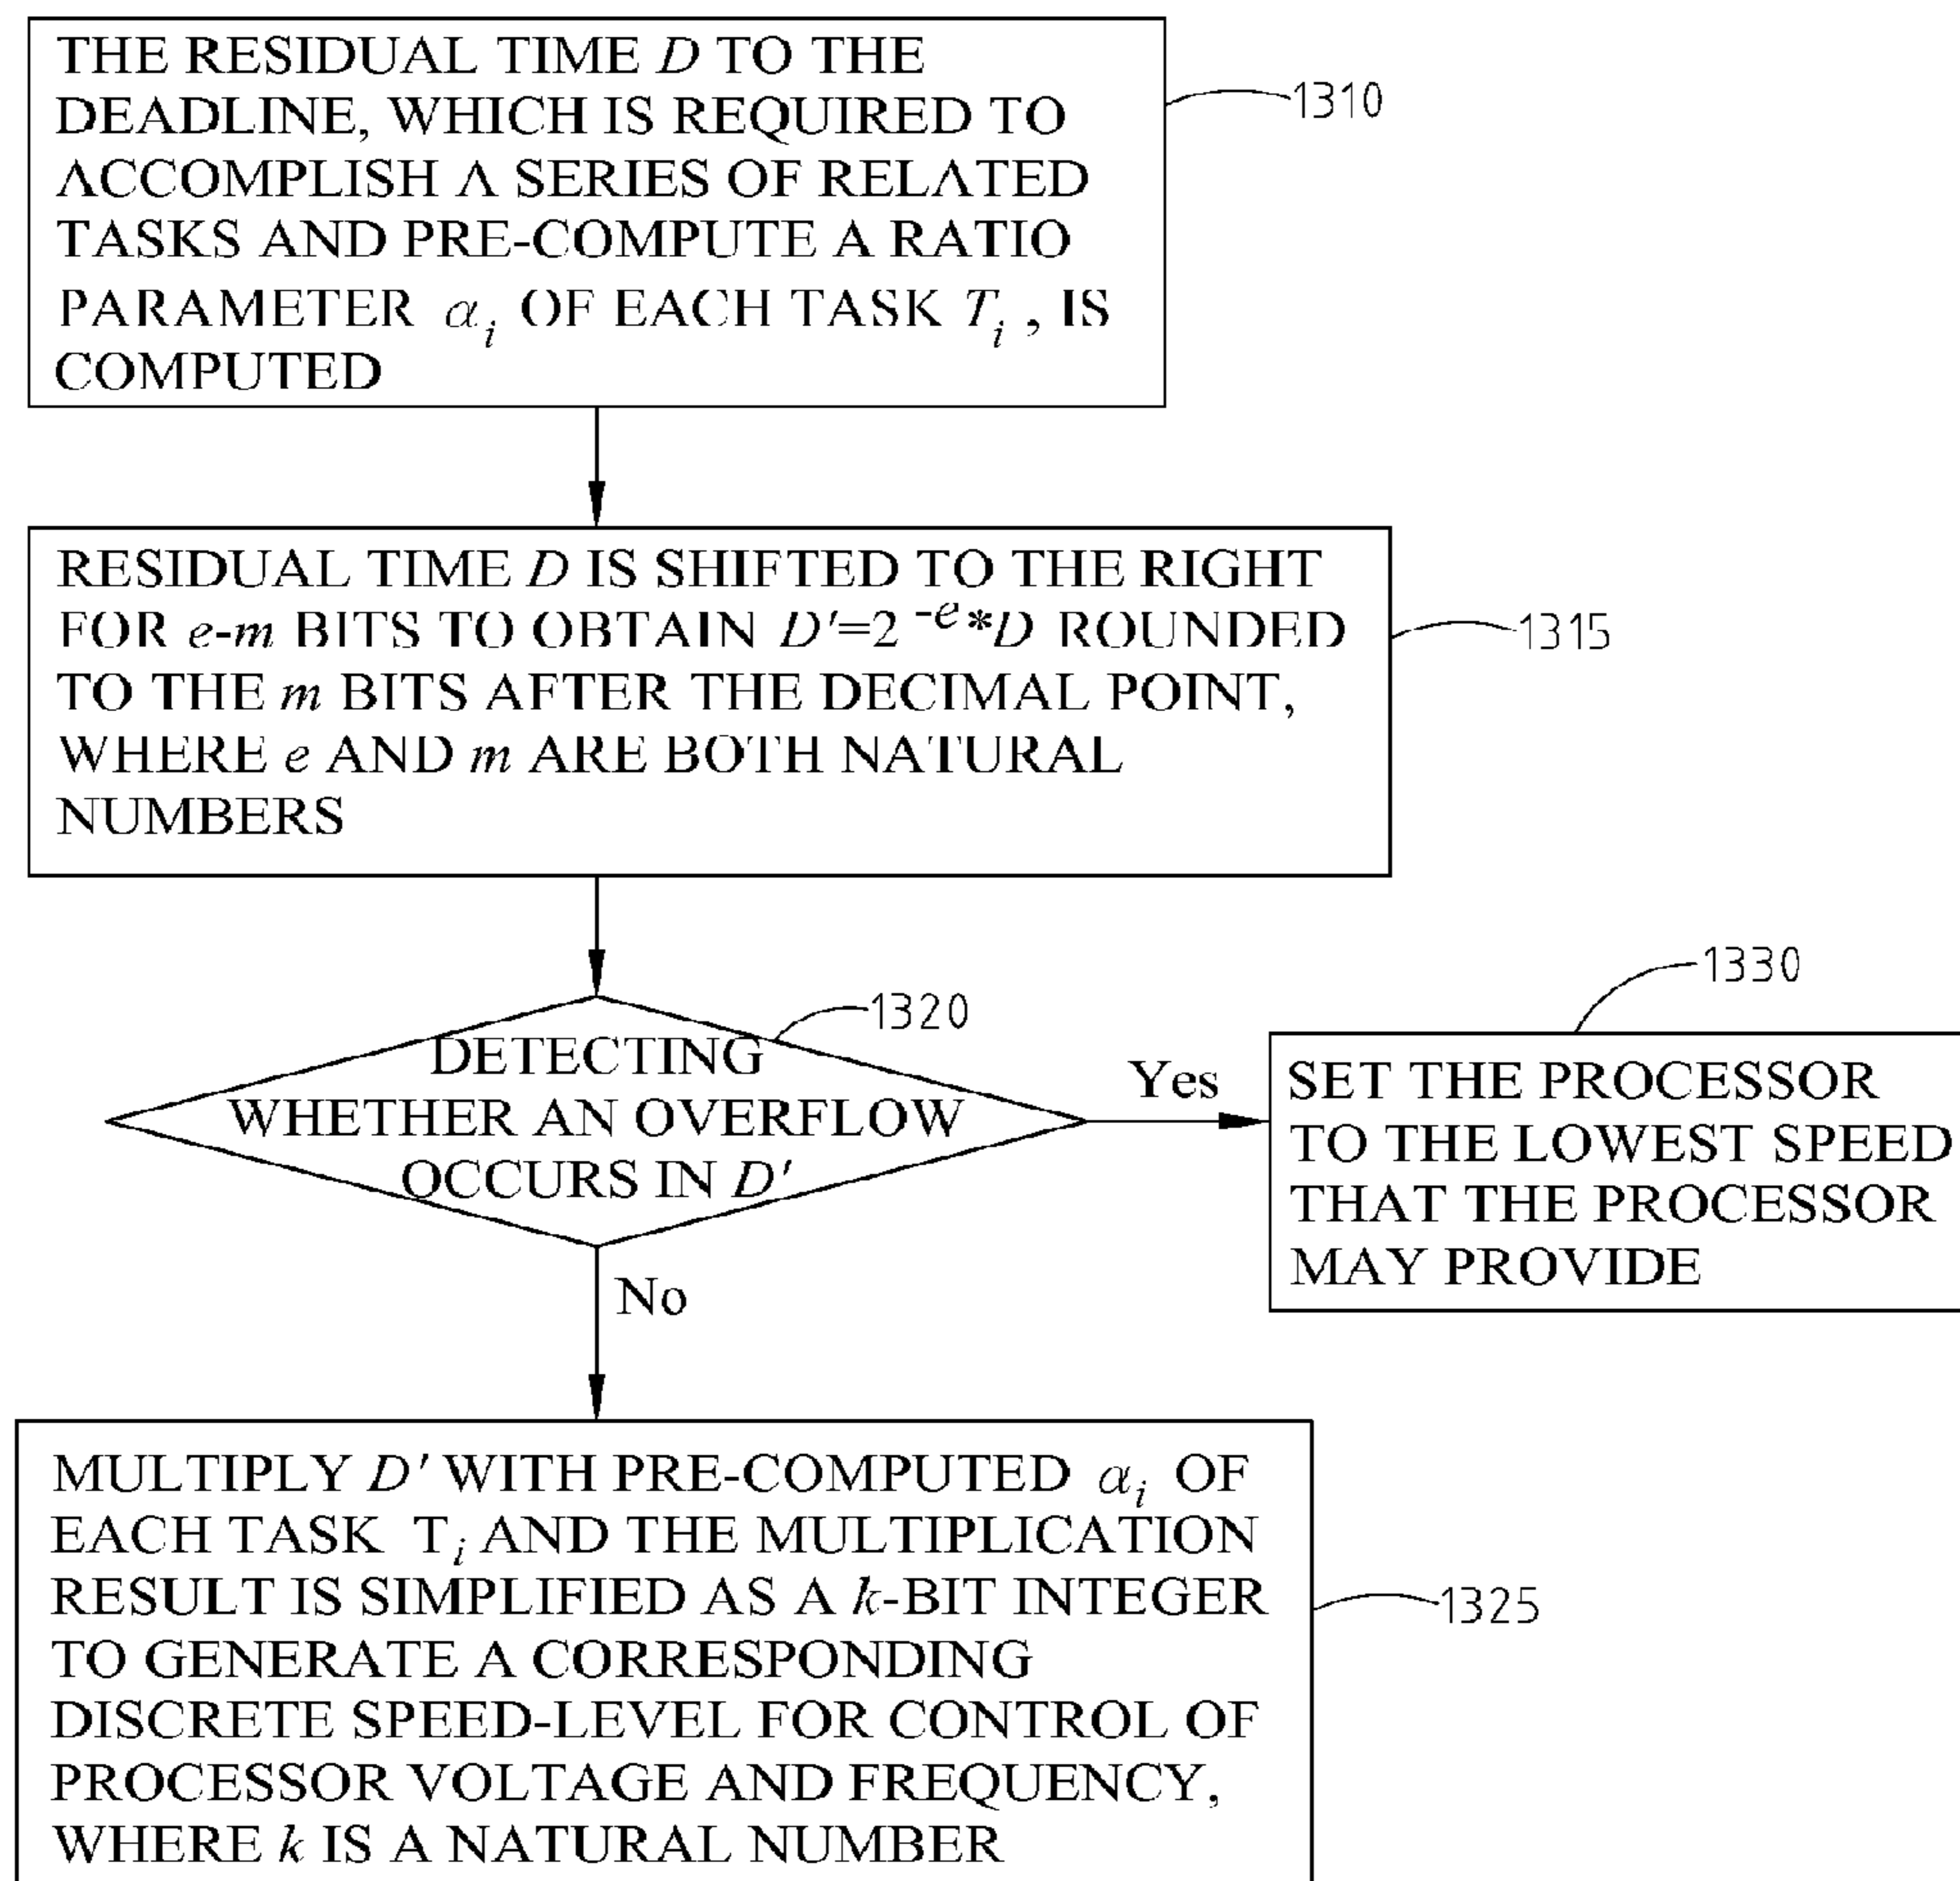 THE RESIDUAL TIME D TO THE
DEADLINE, WHICH IS REQUIRED TO
ACCOMPLISH A SERIES OF RELATED
TASKS AND PRE-COMPUTE A RATIO
PARAMETER αi OF EACH TASK Ti , IS
COMPUTED
1310
RESIDUAL TIME D IS SHIFTED TO THE RIGHT
FOR e-m BITS TO OBTAIN D'=2 -e*D ROUNDED
TO THE m BITS AFTER THE DECIMAL POINT,
WHERE e AND m ARE BOTH NATURAL
NUMBERS
1315
1320
DETECTING
WHETHER AN OVERFLOW
OCCURS IN D'
Yes
1330
SET THE PROCESSOR
TO THE LOWEST SPEED
THAT THE PROCESSOR
MAY PROVIDE
No
MULTIPLY D' WITH PRE-COMPUTED αi OF
EACH TASK Ti AND THE MULTIPLICATION
RESULT IS SIMPLIFIED AS A k-BIT INTEGER
TO GENERATE A CORRESPONDING
DISCRETE SPEED-LEVEL FOR CONTROL OF
PROCESSOR VOLTAGE AND FREQUENCY,
WHERE k IS A NATURAL NUMBER
1325